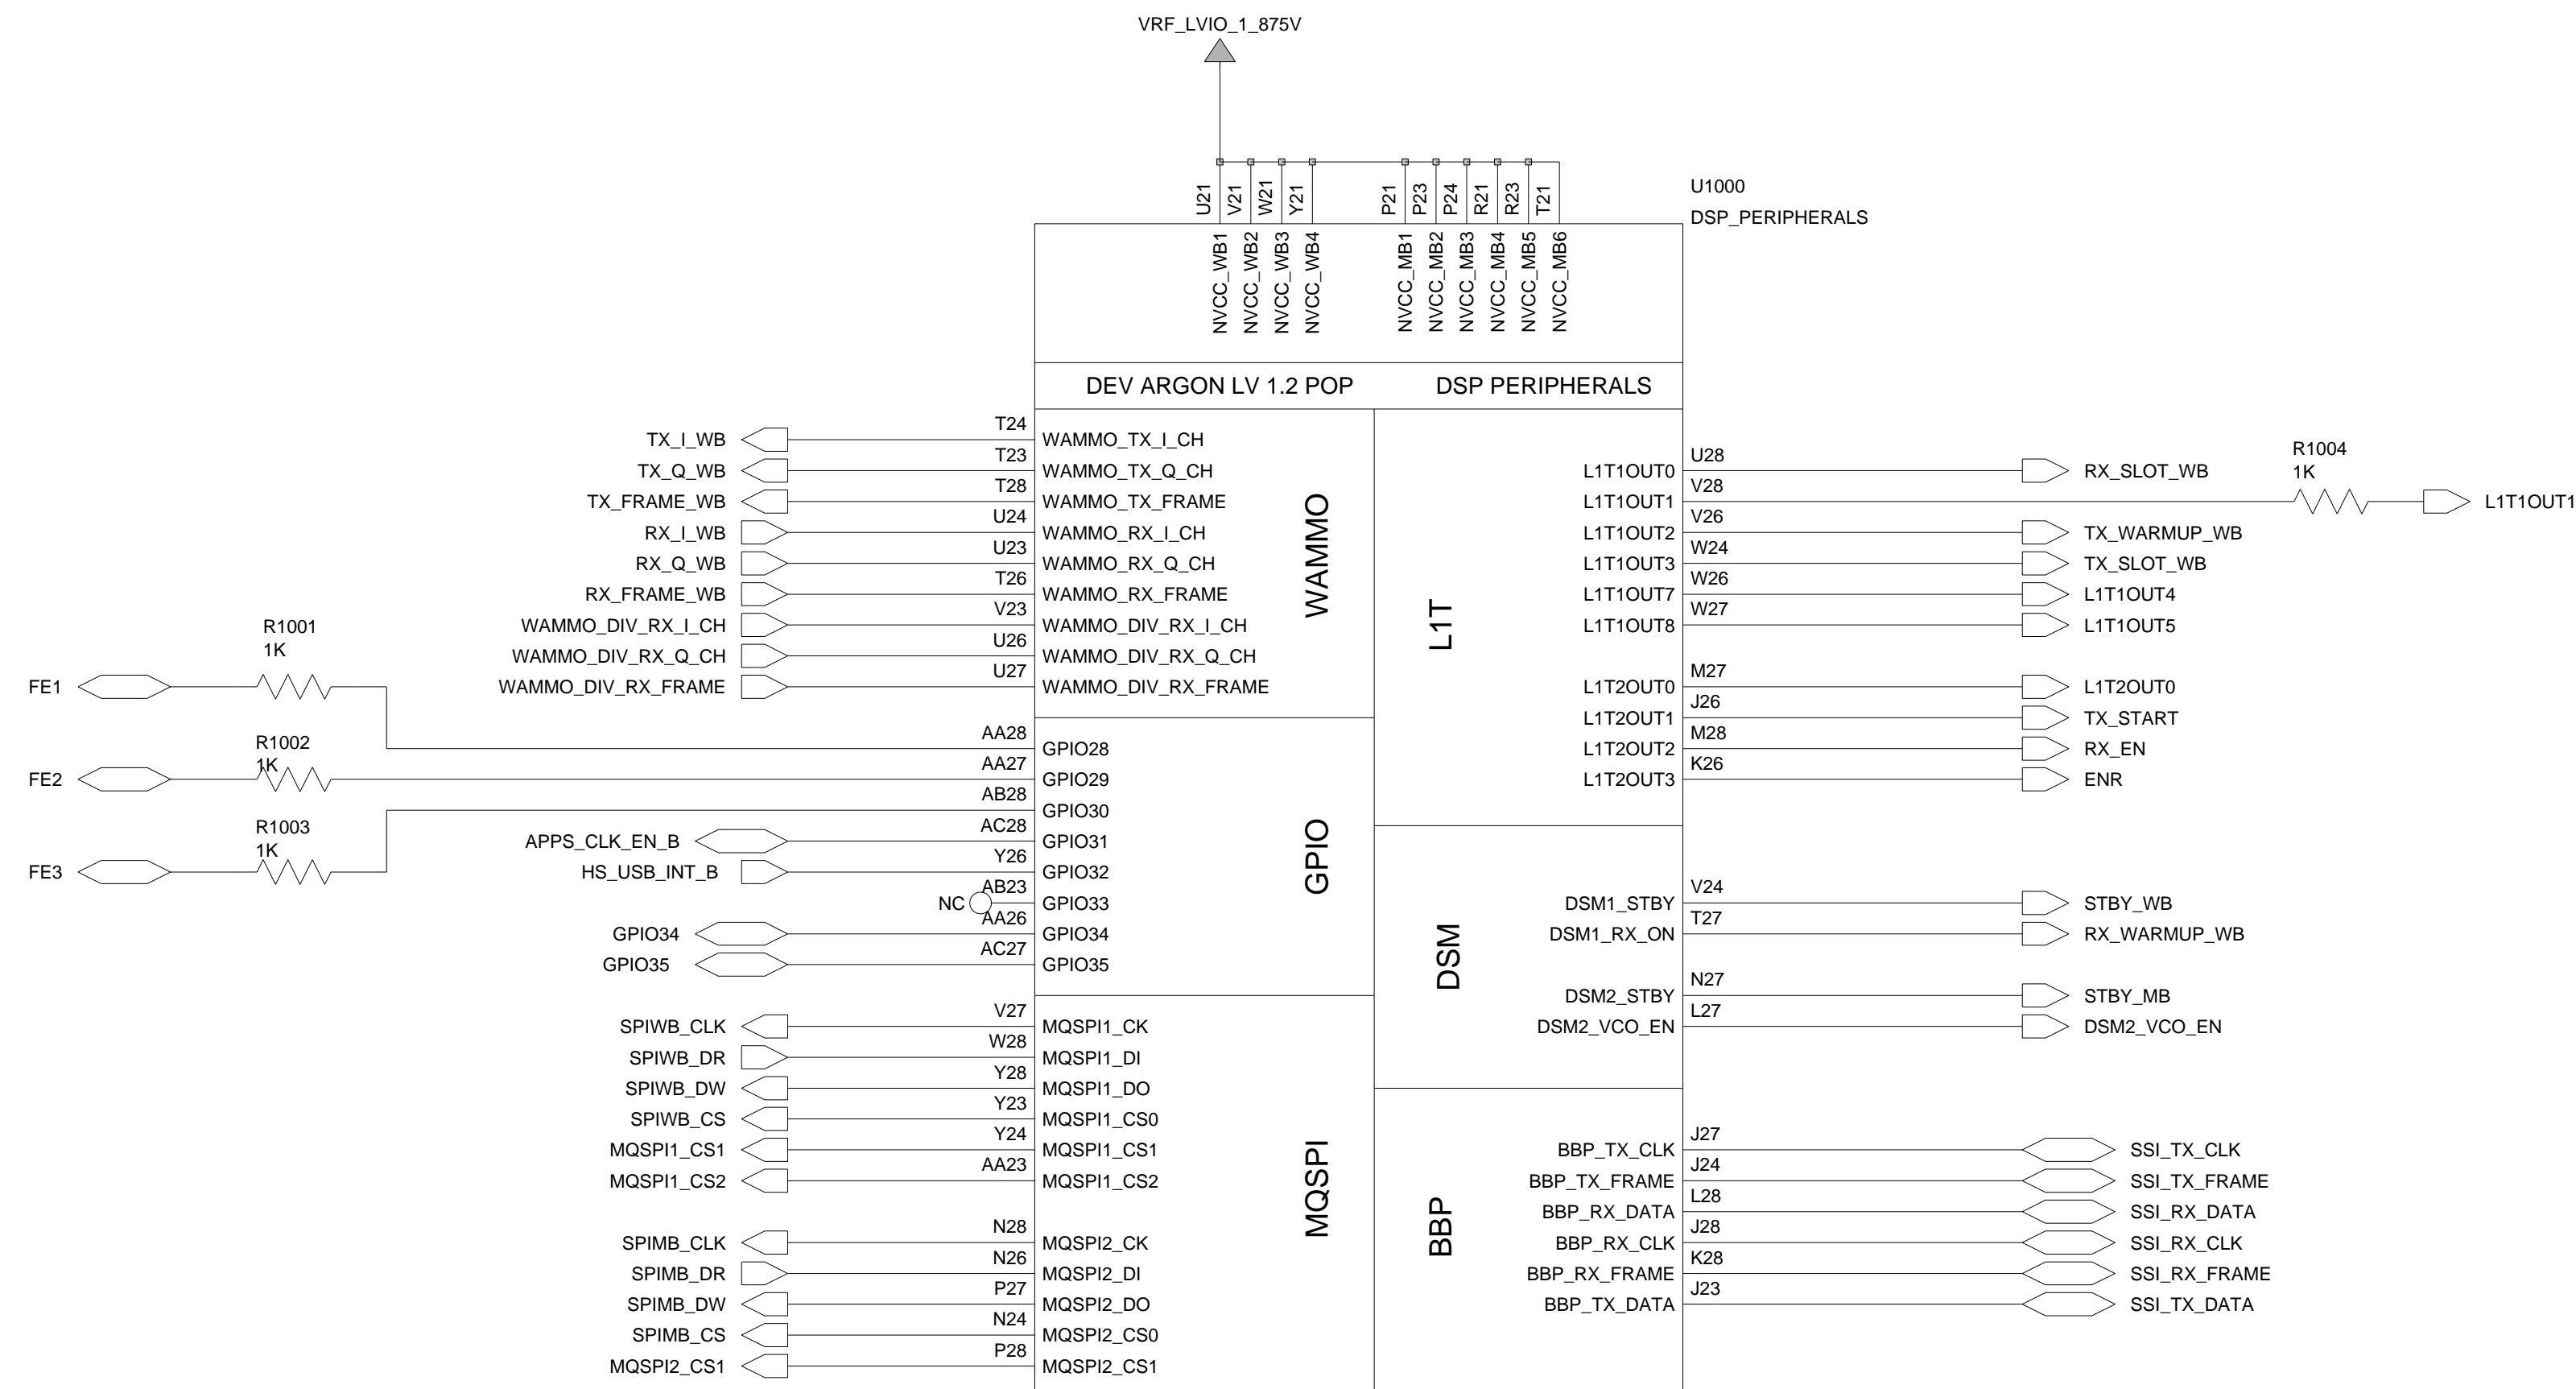 VRF_LVIO_1_875V
U21
V21
W21
Y21
P21
P23
P24
R21
R23
T21
U1000
DSP_PERIPHERALS
NVCC_WB1
NVCC_WB2
NVCC_WB3
NVCC_WB4
NVCC_MB1
NVCC_MB2
NVCC_MB3
NVCC_MB4
NVCC_MB5
NVCC_MB6
DEV ARGON LV 1.2 POP DSP PERIPHERALS
TX_I_WB T24 WAMMO_TX_I_CH
TX_Q_WB T23 WAMMO_TX_Q_CH
TX_FRAME_WB T28 WAMMO_TX_FRAME
RX_I_WB U24 WAMMO_RX_I_CH
RX_Q_WB U23 WAMMO_RX_Q_CH
RX_FRAME_WB T26 WAMMO_RX_FRAME
WAMMO_DIV_RX_I_CH V23 WAMMO_DIV_RX_I_CH
WAMMO_DIV_RX_Q_CH U26 WAMMO_DIV_RX_Q_CH
WAMMO_DIV_RX_FRAME U27 WAMMO_DIV_RX_FRAME
WAMMO
R1001
1K
FE1
R1002
1K
FE2
R1003
1K
FE3
AA28 GPIO28
AA27 GPIO29
AB28 GPIO30
APPS_CLK_EN_B AC28 GPIO31
HS_USB_INT_B Y26 GPIO32
NC AB23 GPIO33
GPIO34 AA26 GPIO34
GPIO35 AC27 GPIO35
GPIO
SPIWB_CLK V27 MQSPI1_CK
SPIWB_DR W28 MQSPI1_DI
SPIWB_DW Y28 MQSPI1_DO
SPIWB_CS Y23 MQSPI1_CS0
MQSPI1_CS1 Y24 MQSPI1_CS1
MQSPI1_CS2 AA23 MQSPI1_CS2
SPIMB_CLK N28 MQSPI2_CK
SPIMB_DR N26 MQSPI2_DI
SPIMB_DW P27 MQSPI2_DO
SPIMB_CS N24 MQSPI2_CS0
MQSPI2_CS1 P28 MQSPI2_CS1
MQSPI
L1T
L1T1OUT0 U28 RX_SLOT_WB
R1004
1K
L1T1OUT1 V28 L1T1OUT1
L1T1OUT2 V26 TX_WARMUP_WB
L1T1OUT3 W24 TX_SLOT_WB
L1T1OUT7 W26 L1T1OUT4
L1T1OUT8 W27 L1T1OUT5
L1T2OUT0 M27 L1T2OUT0
L1T2OUT1 J26 TX_START
L1T2OUT2 M28 RX_EN
L1T2OUT3 K26 ENR
DSM
DSM1_STBY V24 STBY_WB
DSM1_RX_ON T27 RX_WARMUP_WB
DSM2_STBY N27 STBY_MB
DSM2_VCO_EN L27 DSM2_VCO_EN
BBP
BBP_TX_CLK J27 SSI_TX_CLK
BBP_TX_FRAME J24 SSI_TX_FRAME
BBP_RX_DATA L28 SSI_RX_DATA
BBP_RX_CLK J28 SSI_RX_CLK
BBP_RX_FRAME K28 SSI_RX_FRAME
BBP_TX_DATA J23 SSI_TX_DATA